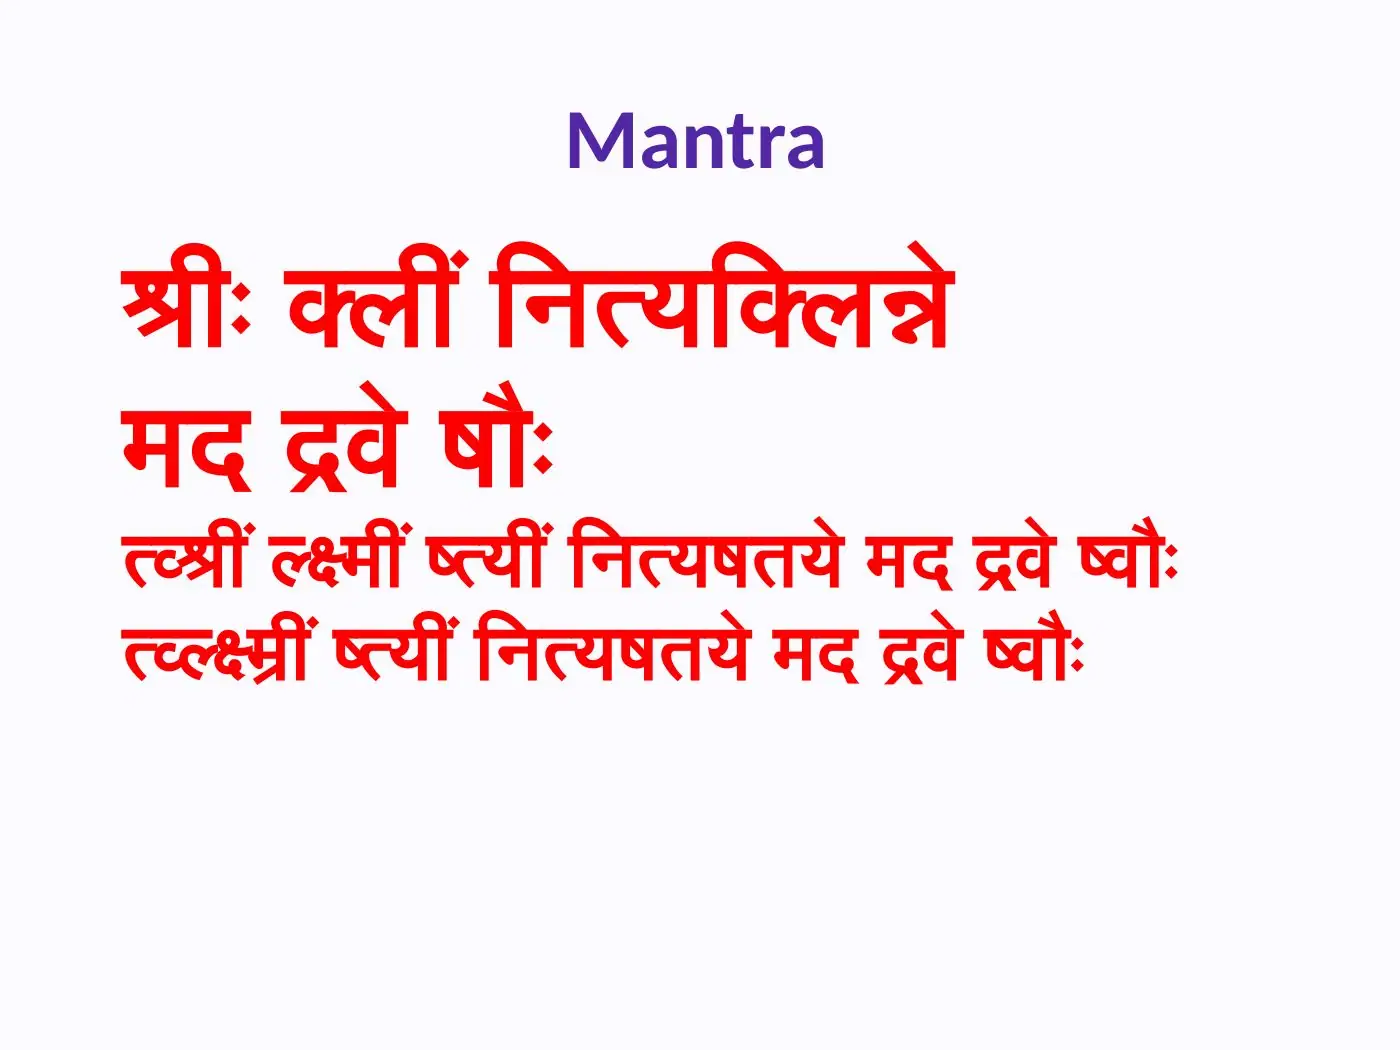 Mantra
श्रीः क्लीं नित्यक्लिन्ने
मद द्रवे षौः
त्व्श्रीं ल्क्ष्मीं ष्त्यीं नित्यषतये मद द्रवे ष्वौः
त्व्ल्क्ष्म्रीं ष्त्यीं नित्यषतये मद द्रवे ष्वौः